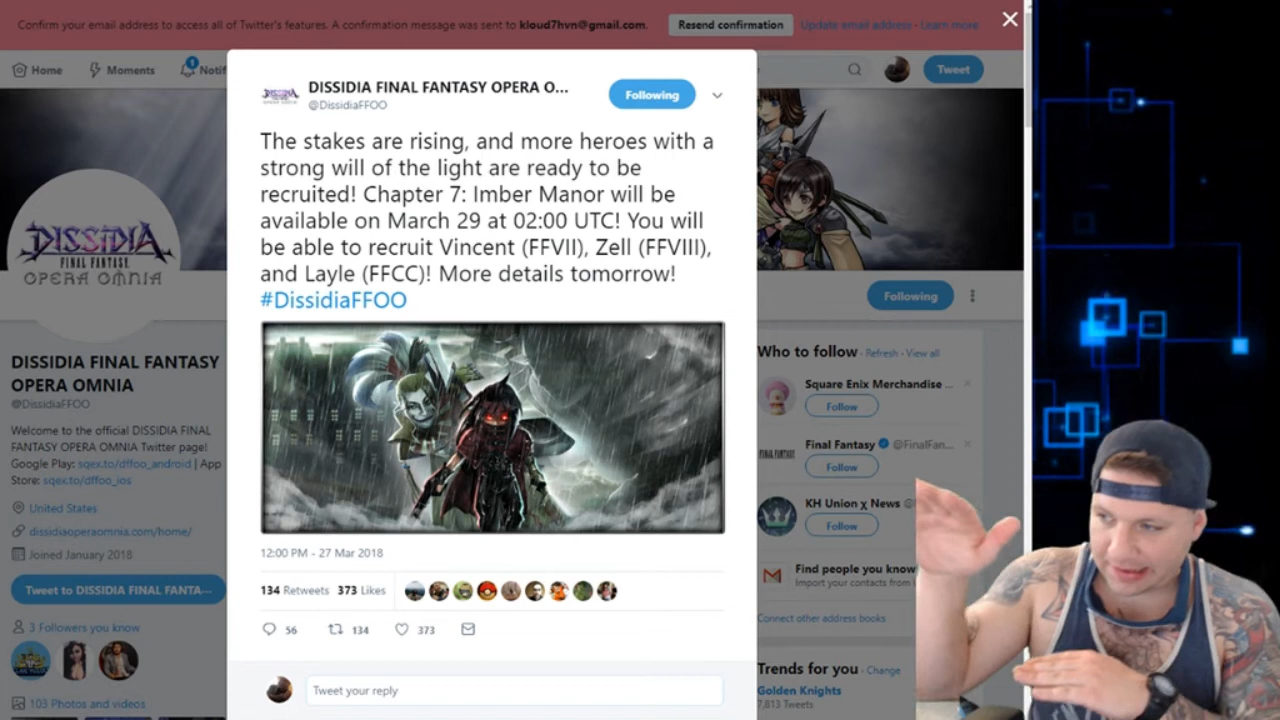 Confirm your email address to access all of Twitter's features. A confirmation message was sent to kloud7hvn@gmail.com.
Resend confirmation
Update email address · Learn more
Home
Moments
1
Notif
Tweet
DISSIDIA FINAL FANTASY OPERA O...
@DissidiaFFOO
Following
The stakes are rising, and more heroes with a
strong will of the light are ready to be
recruited! Chapter 7: Imber Manor will be
available on March 29 at 02:00 UTC! You will
be able to recruit Vincent (FFVII), Zell (FFVIII),
and Layle (FFCC)! More details tomorrow!
#DissidiaFFOO
12:00 PM - 27 Mar 2018
134 Retweets 373 Likes
56
134
373
Tweet your reply
DISSIDIA
FINAL FANTASY
OPERA OMNIA
DISSIDIA FINAL FANTASY
OPERA OMNIA
@DissidiaFFOO
Welcome to the official DISSIDIA FINAL
FANTASY OPERA OMNIA Twitter page!
Google Play: sqex.to/dffoo_android | App
Store: sqex.to/dffoo_ios
United States
dissidiaoperaomnia.com/home/
Joined January 2018
Tweet to DISSIDIA FINAL FANTA...
3 Followers you know
103 Photos and videos
Following
Who to follow · Refresh · View all
Square Enix Merchandise ...
Follow
Final Fantasy @FinalFan...
Follow
KH Union χ News @
Follow
Find people you know
Import your contacts from
Connect other address books
Trends for you · Change
Golden Knights
7,813 Tweets